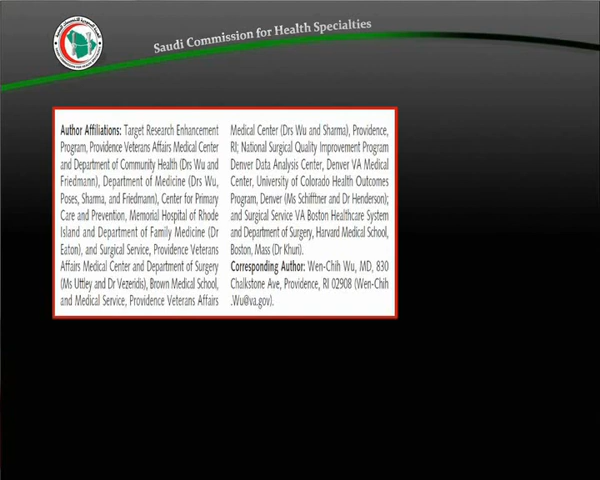 Saudi Commission for Health Specialties
Author Affiliations: Target Research Enhancement
Program, Providence Veterans Affairs Medical Center
and Department of Community Health (Drs Wu and
Friedmann), Department of Medicine (Drs Wu,
Poses, Sharma, and Friedmann), Center for Primary
Care and Prevention, Memorial Hospital of Rhode
Island and Department of Family Medicine (Dr
Eaton), and Surgical Service, Providence Veterans
Affairs Medical Center and Department of Surgery
(Ms Uttley and Dr Vezeridis), Brown Medical School,
and Medical Service, Providence Veterans Affairs
Medical Center (Drs Wu and Sharma), Providence,
RI; National Surgical Quality Improvement Program
Denver Data Analysis Center, Denver VA Medical
Center, University of Colorado Health Outcomes
Program, Denver (Ms Schifftner and Dr Henderson);
and Surgical Service VA Boston Healthcare System
and Department of Surgery, Harvard Medical School,
Boston, Mass (Dr Khuri).
Corresponding Author: Wen-Chih Wu, MD, 830
Chalkstone Ave, Providence, RI 02908 (Wen-Chih
.Wu@va.gov).